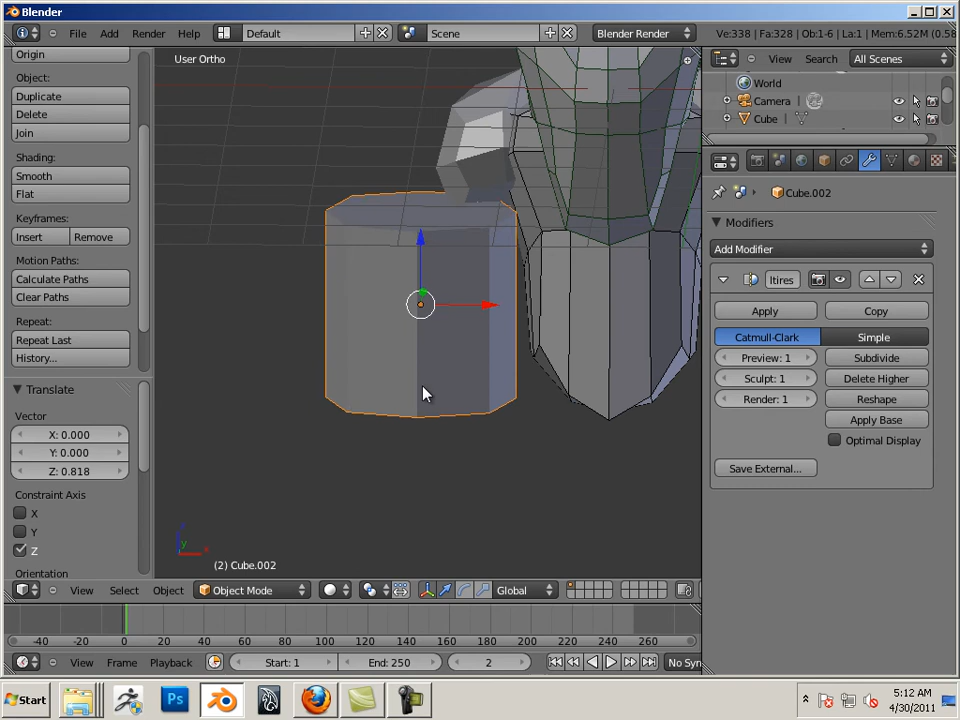 Blender
File Add Render Help Default Scene Blender Render Ve:338 | Fa:328 | Ob:1-6 | La:1 | Mem:6.52M (0.58
Origin
Object:
Duplicate
Delete
Join
Shading:
Smooth
Flat
Keyframes:
Insert Remove
Motion Paths:
Calculate Paths
Clear Paths
Repeat:
Repeat Last
History...
Translate
Vector
X: 0.000
Y: 0.000
Z: 0.818
Constraint Axis
X
Y
Z
Orientation
User Ortho
z
y
x
(2) Cube.002
View Select Object Object Mode Global
View Search All Scenes
World
Camera
Cube
Cube.002
Modifiers
Add Modifier
ltires
Apply Copy
Catmull-Clark Simple
Preview: 1 Subdivide
Sculpt: 1 Delete Higher
Render: 1 Reshape
Apply Base
Optimal Display
Save External...
-40 -20 0 20 40 60 80 100 120 140 160 180 200 220 240 260
View Frame Playback Start: 1 End: 250 2 No Syn
Start Ps 5:12 AM
4/30/2011